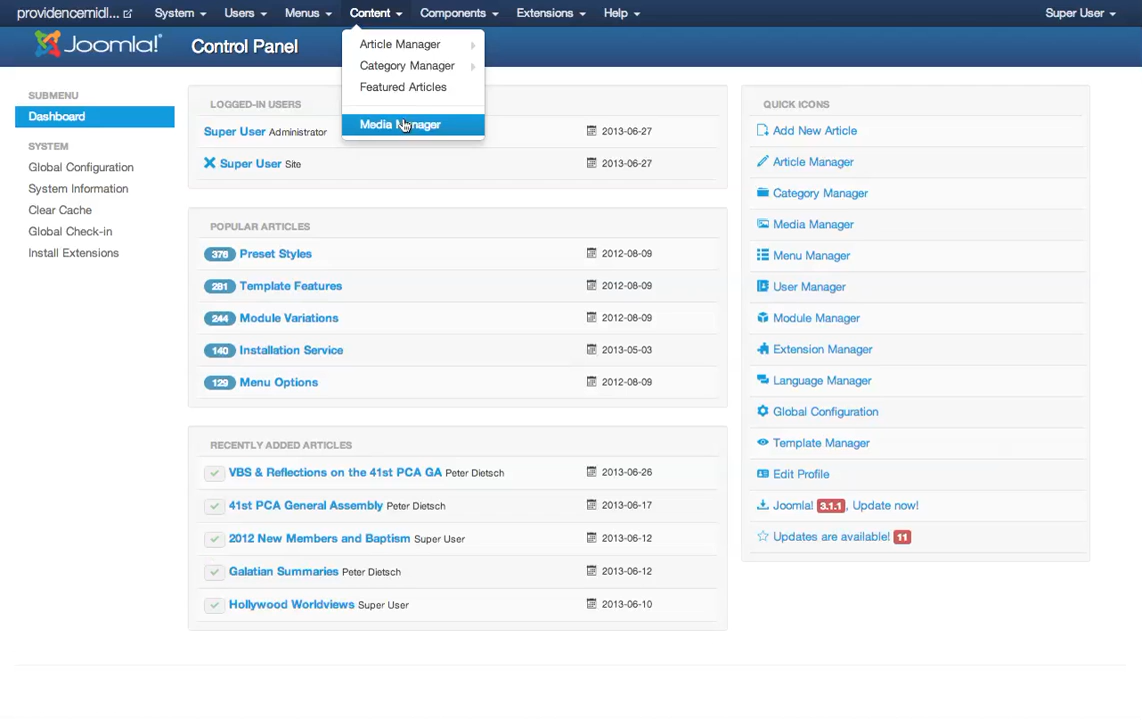 providencemidl... System Users Menus Content Components Extensions Help Super User
Joomla!® Control Panel
Article Manager
Category Manager
Featured Articles
Media Manager
SUBMENU
Dashboard
SYSTEM
Global Configuration
System Information
Clear Cache
Global Check-in
Install Extensions
LOGGED-IN USERS
Super User Administrator 2013-06-27
Super User Site 2013-06-27
POPULAR ARTICLES
376 Preset Styles 2012-08-09
281 Template Features 2012-08-09
244 Module Variations 2012-08-09
140 Installation Service 2013-05-03
129 Menu Options 2012-08-09
RECENTLY ADDED ARTICLES
VBS & Reflections on the 41st PCA GA Peter Dietsch 2013-06-26
41st PCA General Assembly Peter Dietsch 2013-06-17
2012 New Members and Baptism Super User 2013-06-12
Galatian Summaries Peter Dietsch 2013-06-12
Hollywood Worldviews Super User 2013-06-10
QUICK ICONS
Add New Article
Article Manager
Category Manager
Media Manager
Menu Manager
User Manager
Module Manager
Extension Manager
Language Manager
Global Configuration
Template Manager
Edit Profile
Joomla! 3.1.1, Update now!
Updates are available! 11